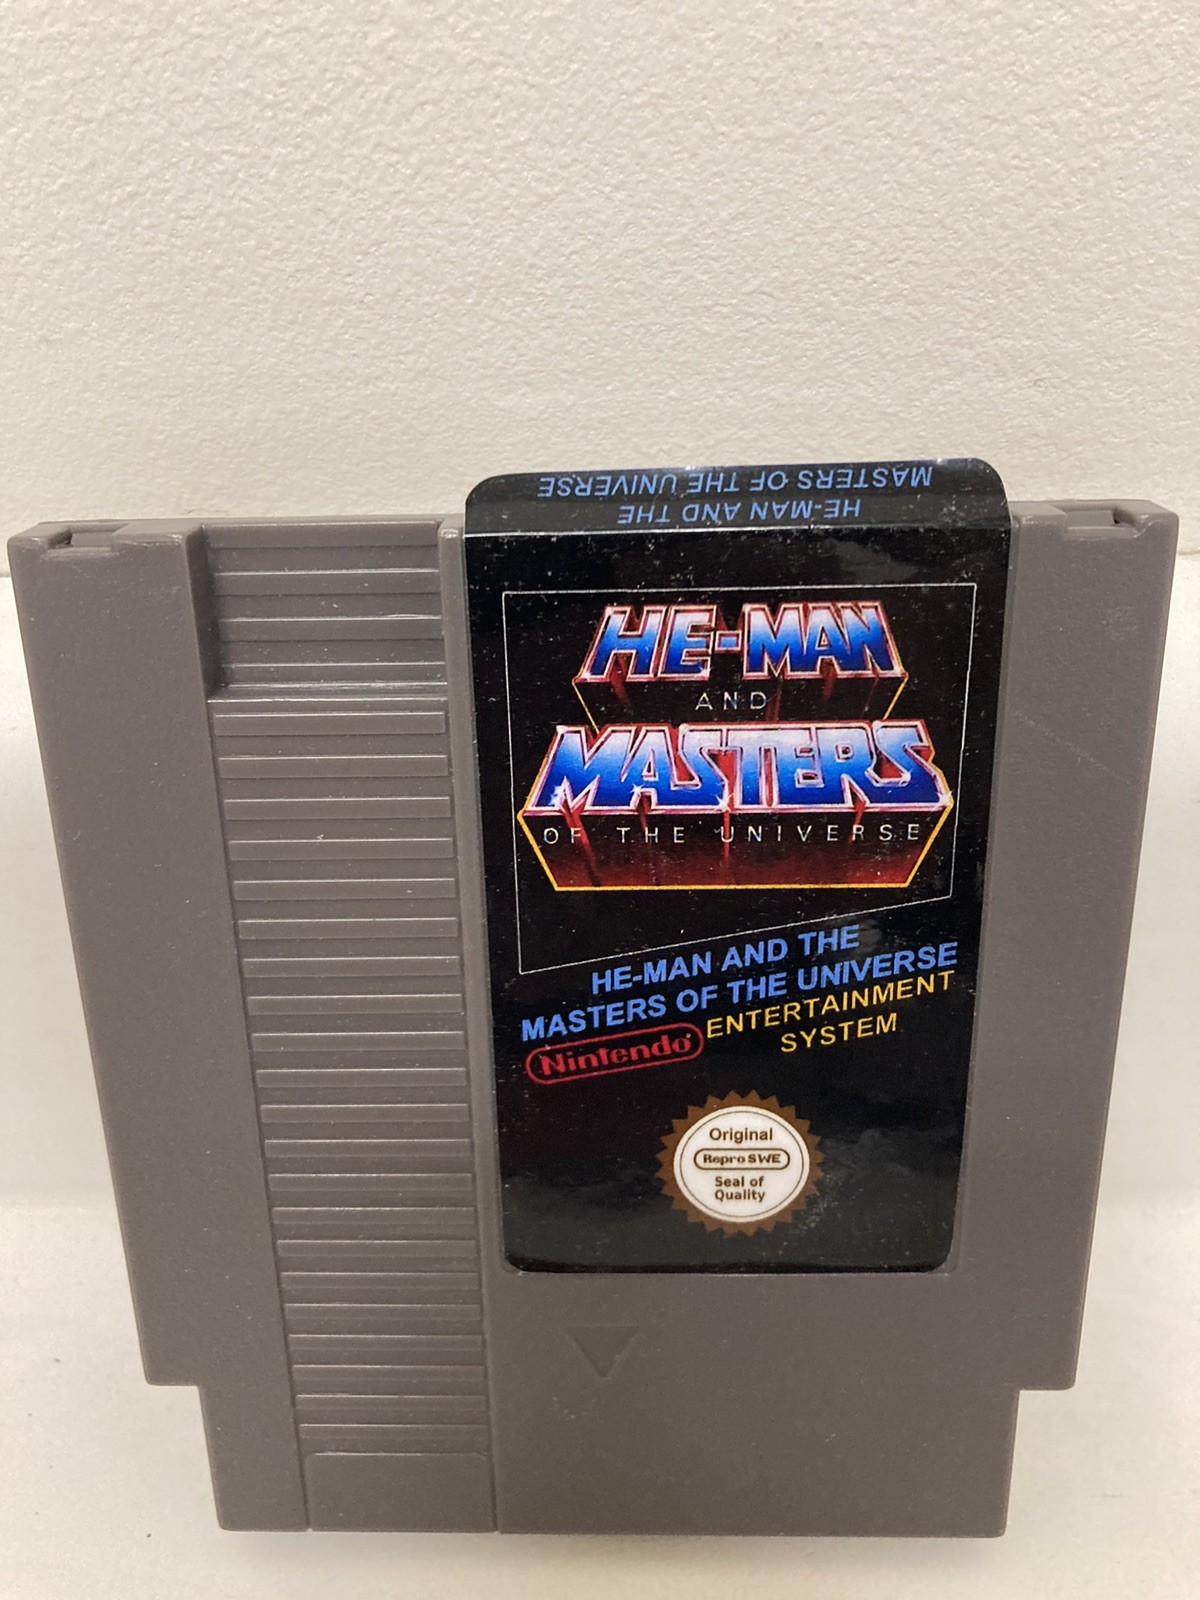 HE-MAN AND THE
MASTERS OF THE UNIVERSE
HE-MAN
AND
MASTERS
OF THE UNIVERSE
HE-MAN AND THE
MASTERS OF THE UNIVERSE
Nintendo ENTERTAINMENT
SYSTEM
Original
Repro SWE
Seal of
Quality